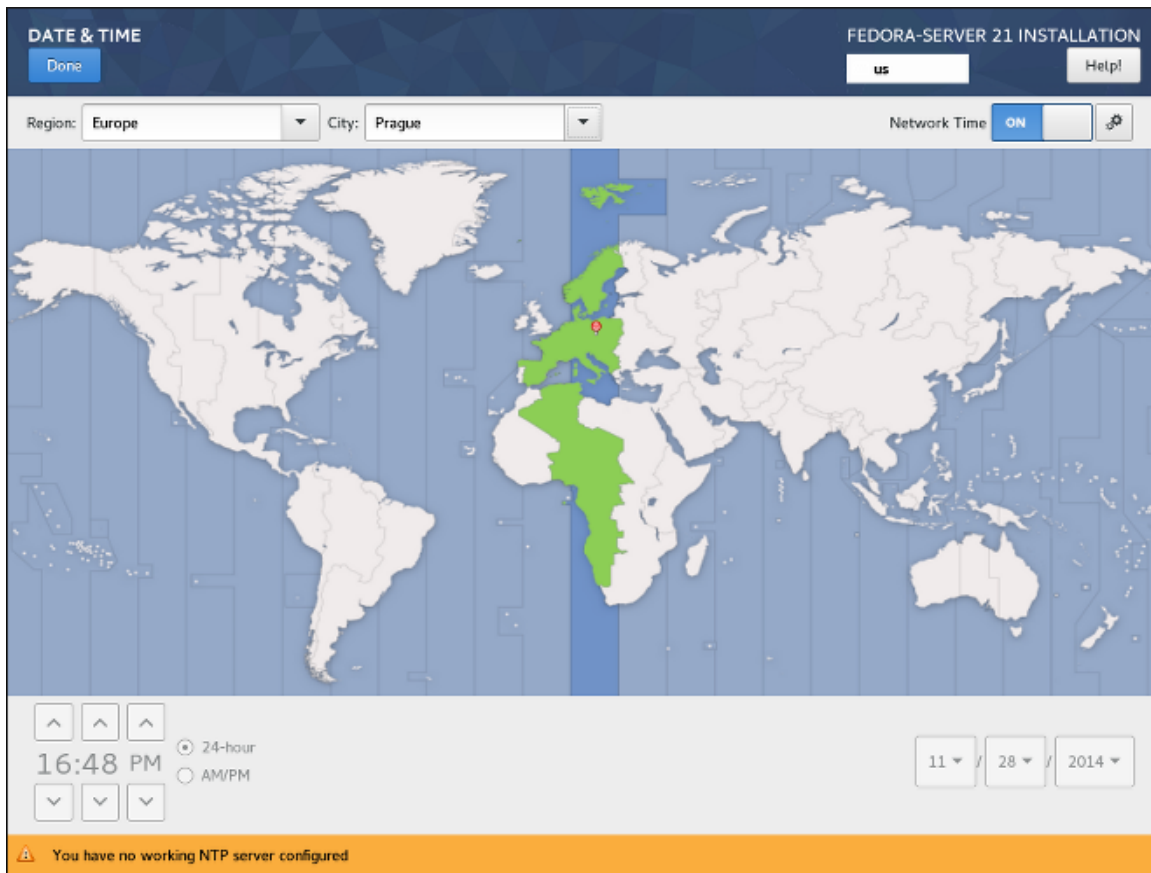 DATE & TIME
FEDORA-SERVER 21 INSTALLATION
Done
us
Help!
Region: Europe City: Prague Network Time ON
16:48 PM
24-hour
AM/PM
11 / 28 / 2014
You have no working NTP server configured